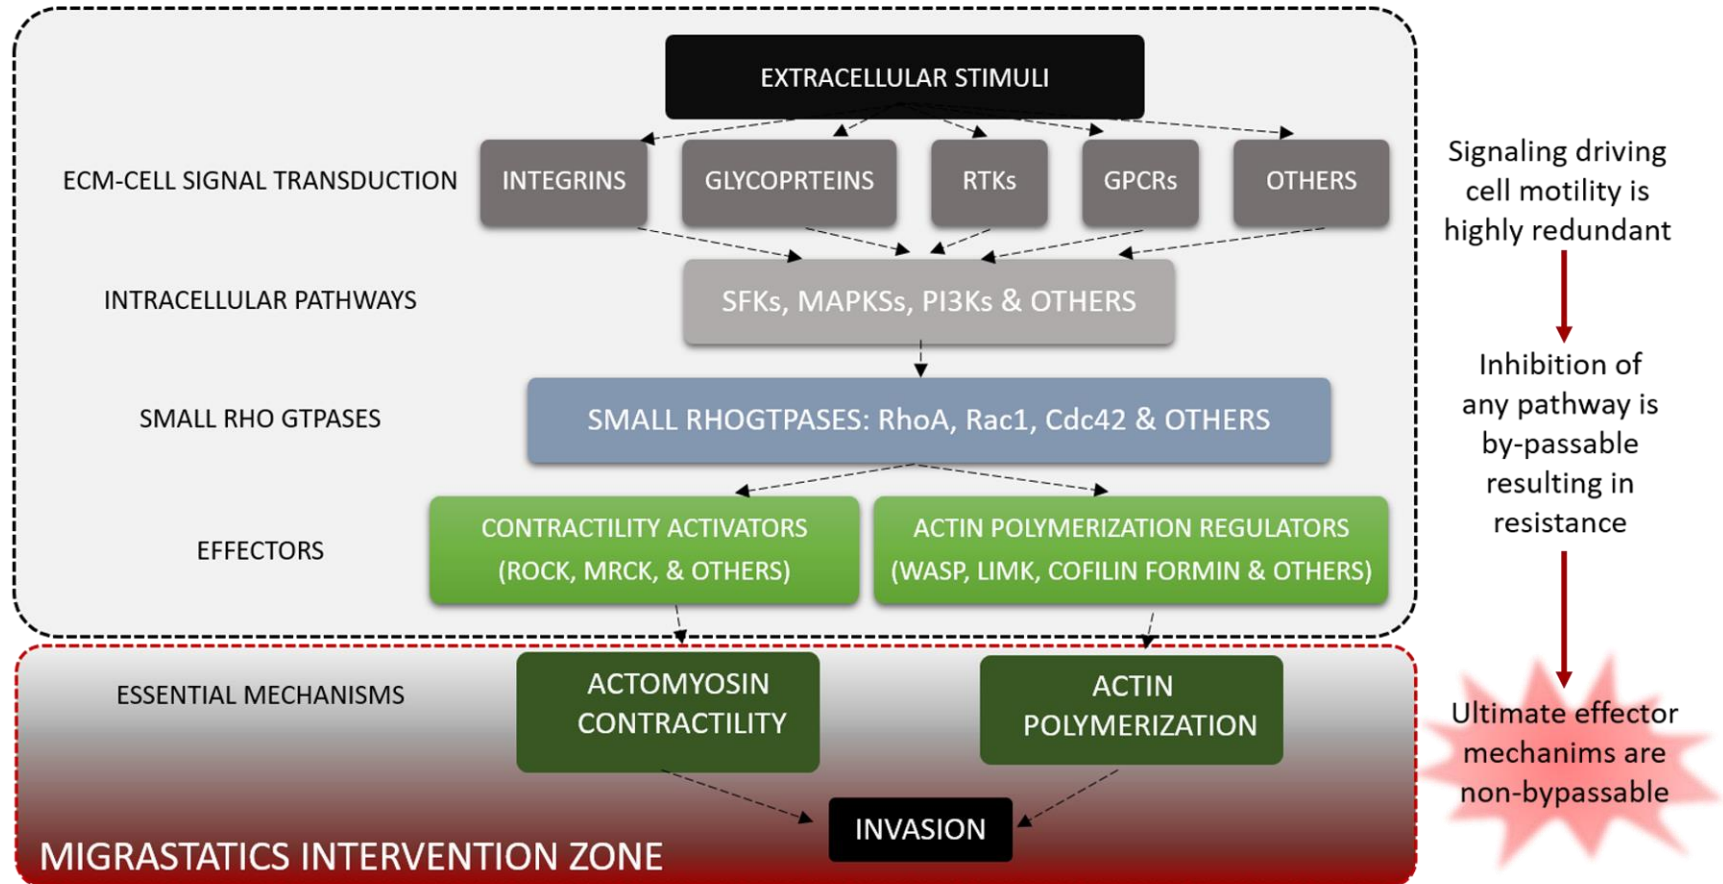 EXTRACELLULAR STIMULI
ECM-CELL SIGNAL TRANSDUCTION
INTEGRINS
GLYCOPRTEINS
RTKs
GPCRs
OTHERS
INTRACELLULAR PATHWAYS
SFKs, MAPKSs, PI3Ks & OTHERS
SMALL RHO GTPASES
SMALL RHOGTPASES: RhoA, Rac1, Cdc42 & OTHERS
EFFECTORS
CONTRACTILITY ACTIVATORS
(ROCK, MRCK, & OTHERS)
ACTIN POLYMERIZATION REGULATORS
(WASP, LIMK, COFILIN FORMIN & OTHERS)
ESSENTIAL MECHANISMS
ACTOMYOSIN
CONTRACTILITY
ACTIN
POLYMERIZATION
INVASION
MIGRASTATICS INTERVENTION ZONE
Signaling driving
cell motility is
highly redundant
Inhibition of
any pathway is
by-passable
resulting in
resistance
Ultimate effector
mechanims are
non-bypassable